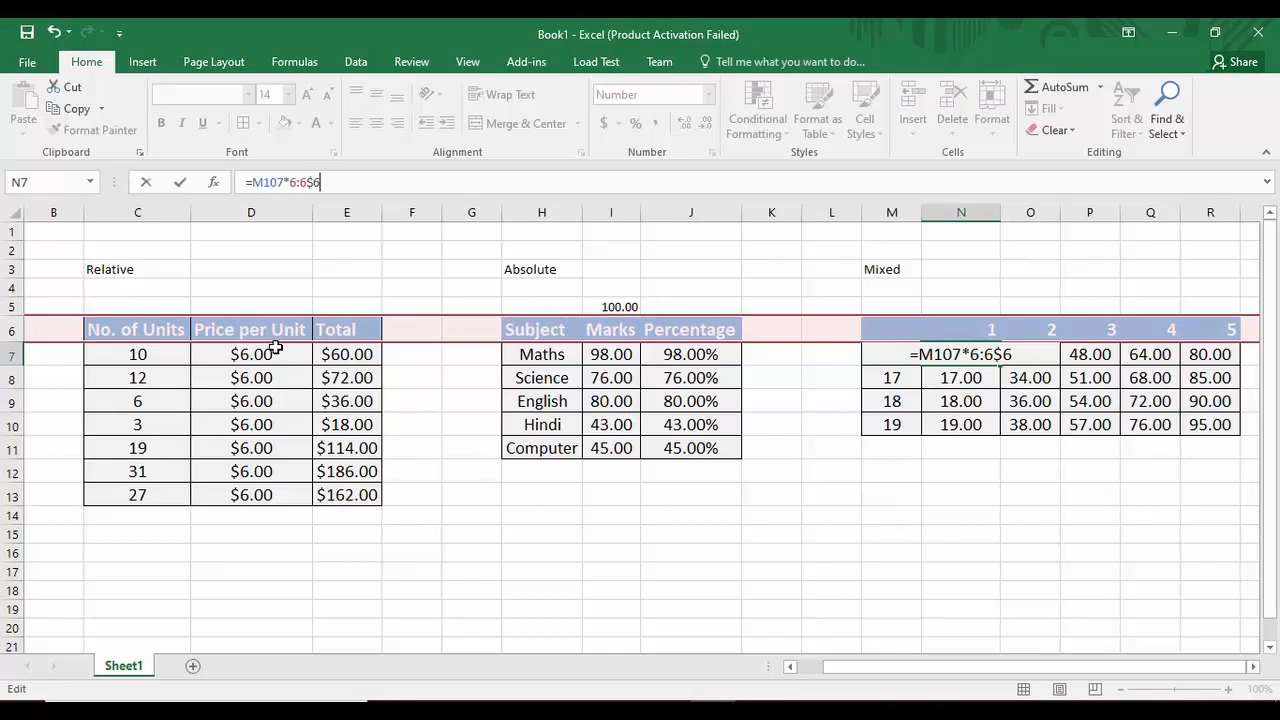 Book1 - Excel (Product Activation Failed)
File Home Insert Page Layout Formulas Data Review View Add-ins Load Test Team Tell me what you want to do... Share
Paste
Cut
Copy
Format Painter
Clipboard
14
B I U
Font
Wrap Text
Merge & Center
Alignment
Number
$ % ,
Number
Conditional Formatting
Format as Table
Cell Styles
Styles
Insert Delete Format
Cells
AutoSum
Fill
Clear
Sort & Filter
Find & Select
Editing
N7 fx =M107*6:6$6
B C D E F G H I J K L M N O P Q R
1
2
3 Relative Absolute Mixed
4
5 100.00
6 No. of Units Price per Unit Total Subject Marks Percentage 1 2 3 4 5
7 10 $6.00 $60.00 Maths 98.00 98.00% =M107*6:6$6 48.00 64.00 80.00
8 12 $6.00 $72.00 Science 76.00 76.00% 17 17.00 34.00 51.00 68.00 85.00
9 6 $6.00 $36.00 English 80.00 80.00% 18 18.00 36.00 54.00 72.00 90.00
10 3 $6.00 $18.00 Hindi 43.00 43.00% 19 19.00 38.00 57.00 76.00 95.00
11 19 $6.00 $114.00 Computer 45.00 45.00%
12 31 $6.00 $186.00
13 27 $6.00 $162.00
14
15
16
17
18
19
20
21
Sheet1
Edit 100%